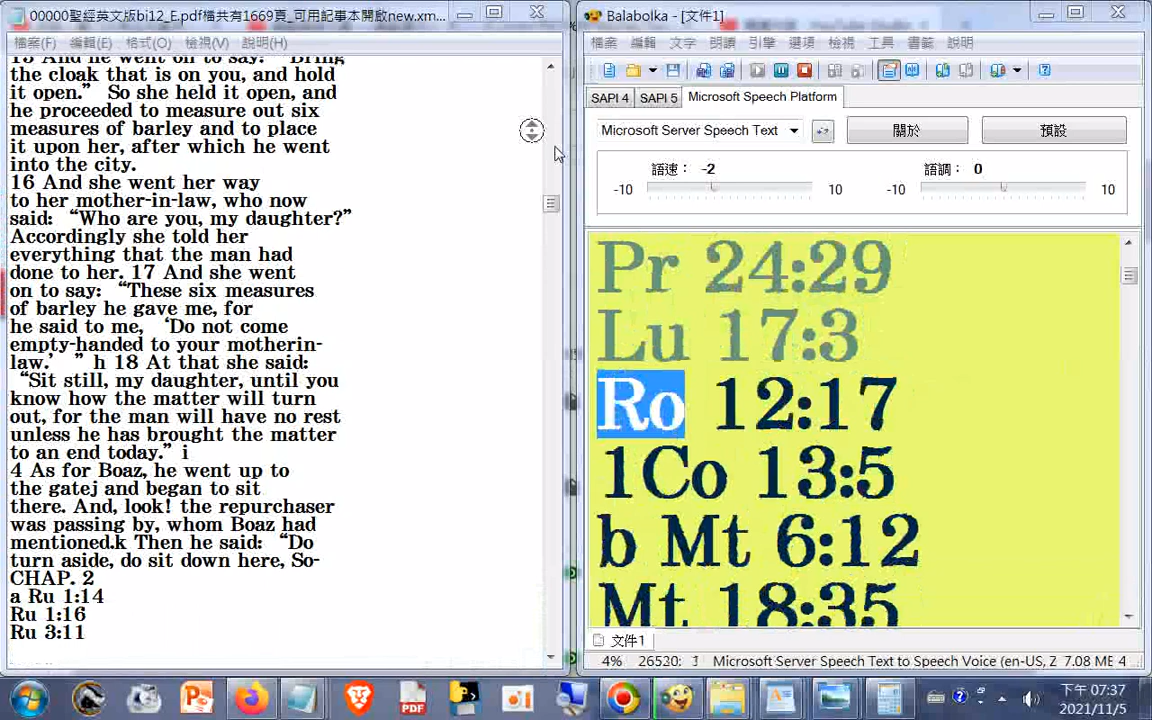 00000聖經英文版bi12_E.pdf檔共有1669頁_可用記事本開啟new.xm...
檔案(F) 編輯(E) 格式(O) 檢視(V) 說明(H)
15 And he went on to say: “Bring
the cloak that is on you, and hold
it open.” So she held it open, and
he proceeded to measure out six
measures of barley and to place
it upon her, after which he went
into the city.
16 And she went her way
to her mother-in-law, who now
said: “Who are you, my daughter?”
Accordingly she told her
everything that the man had
done to her. 17 And she went
on to say: “These six measures
of barley he gave me, for
he said to me, ‘Do not come
empty-handed to your motherin-
law.’ ” h 18 At that she said:
“Sit still, my daughter, until you
know how the matter will turn
out, for the man will have no rest
unless he has brought the matter
to an end today.” i
4 As for Boaz, he went up to
the gatej and began to sit
there. And, look! the repurchaser
was passing by, whom Boaz had
mentioned.k Then he said: “Do
turn aside, do sit down here, So-
CHAP. 2
a Ru 1:14
Ru 1:16
Ru 3:11
Balabolka - [文件1]
檔案 編輯 文字 朗讀 引擎 選項 檢視 工具 書籤 說明
SAPI 4 SAPI 5 Microsoft Speech Platform
Microsoft Server Speech Text 關於 預設
語速: -2 語調: 0
-10 10 -10 10
Pr 24:29
Lu 17:3
Ro 12:17
1Co 13:5
b Mt 6:12
Mt 18:35
文件1
4% 26520: 1 Microsoft Server Speech Text to Speech Voice (en-US, Z 7.08 MB 4
PDF
下午 07:37
2021/11/5